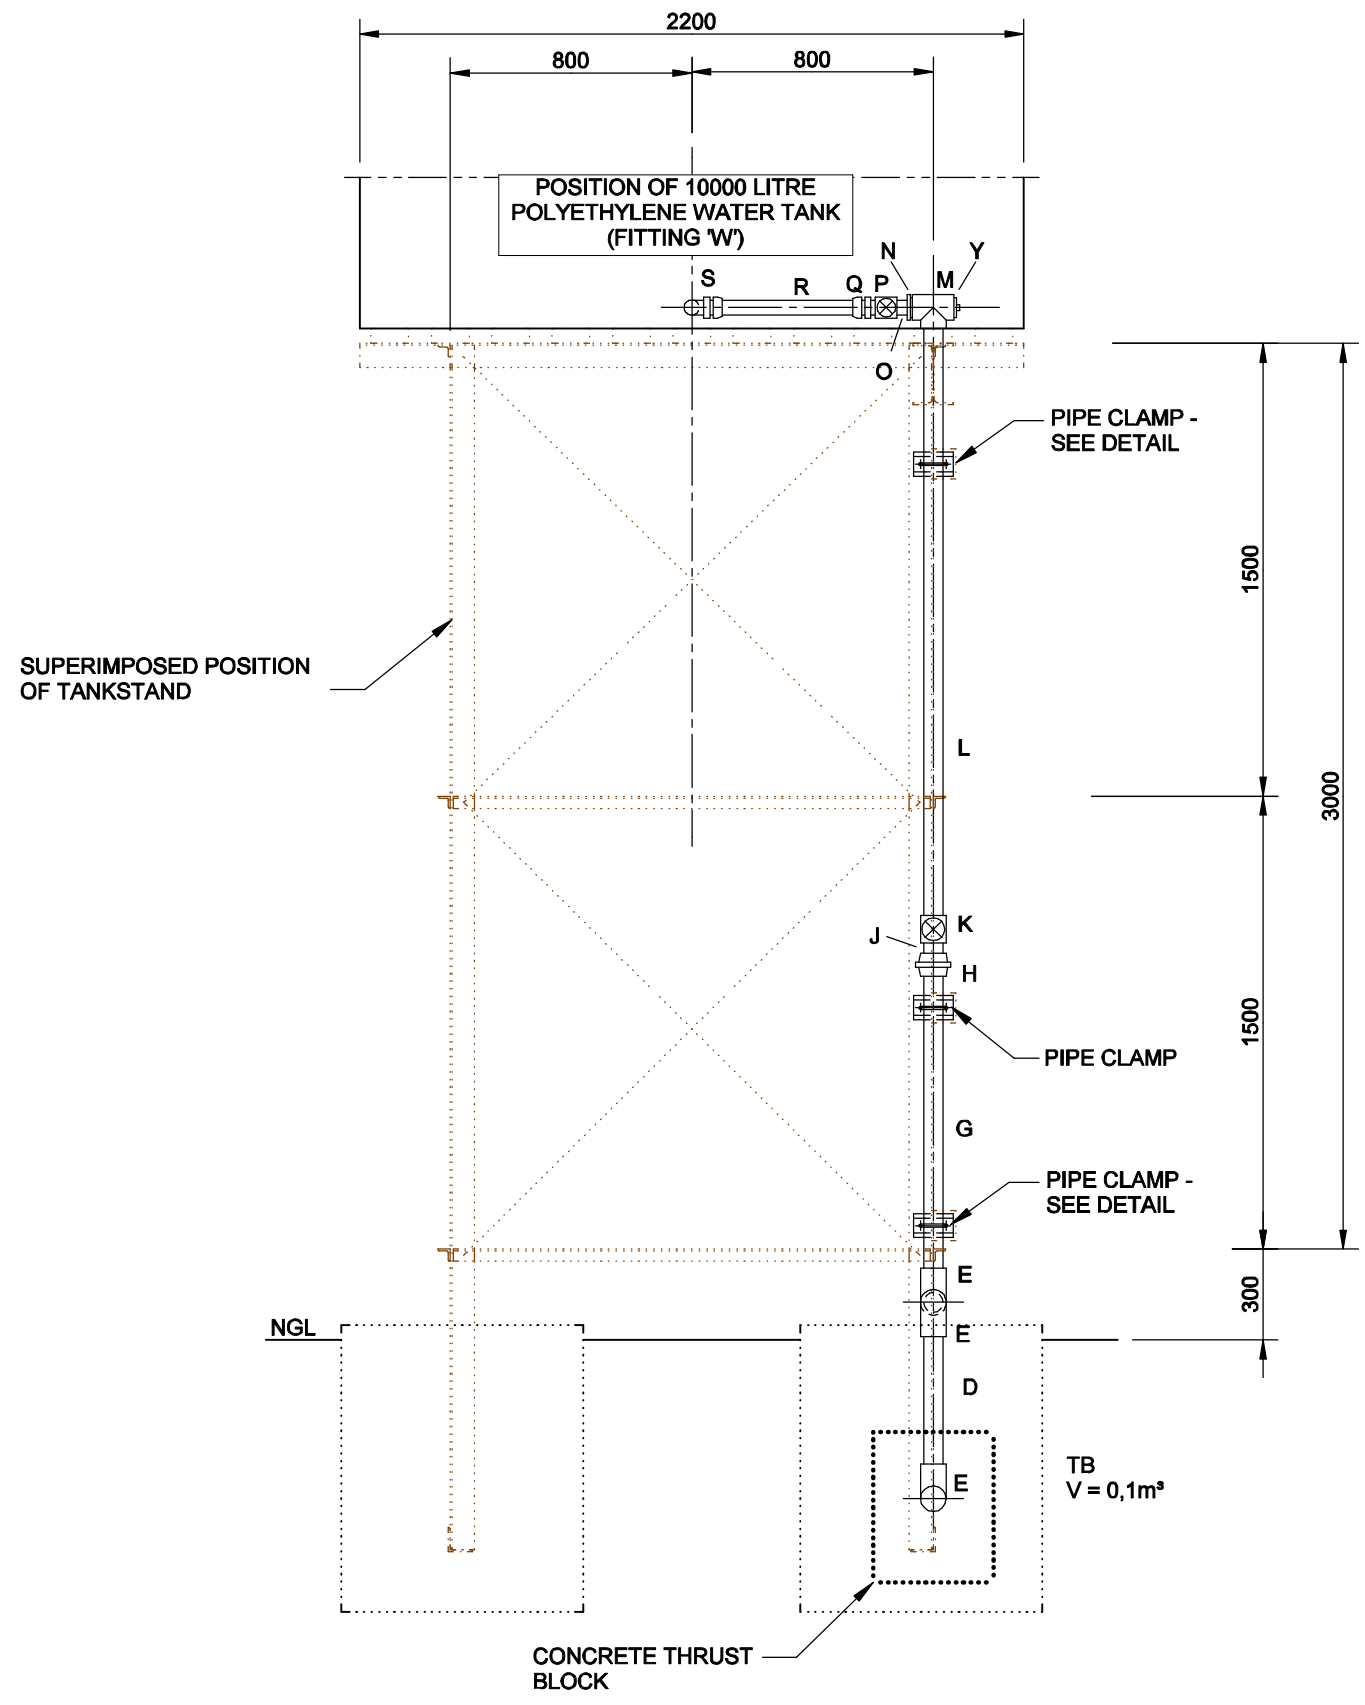 2200
800
800
POSITION OF 10000 LITRE
POLYETHYLENE WATER TANK
(FITTING 'W')
N
M
Y
S
R
Q
P
O
PIPE CLAMP -
SEE DETAIL
1500
SUPERIMPOSED POSITION
OF TANKSTAND
L
3000
K
J
H
1500
PIPE CLAMP
G
PIPE CLAMP -
SEE DETAIL
E
300
NGL
E
D
TB
V = 0,1m³
E
CONCRETE THRUST
BLOCK